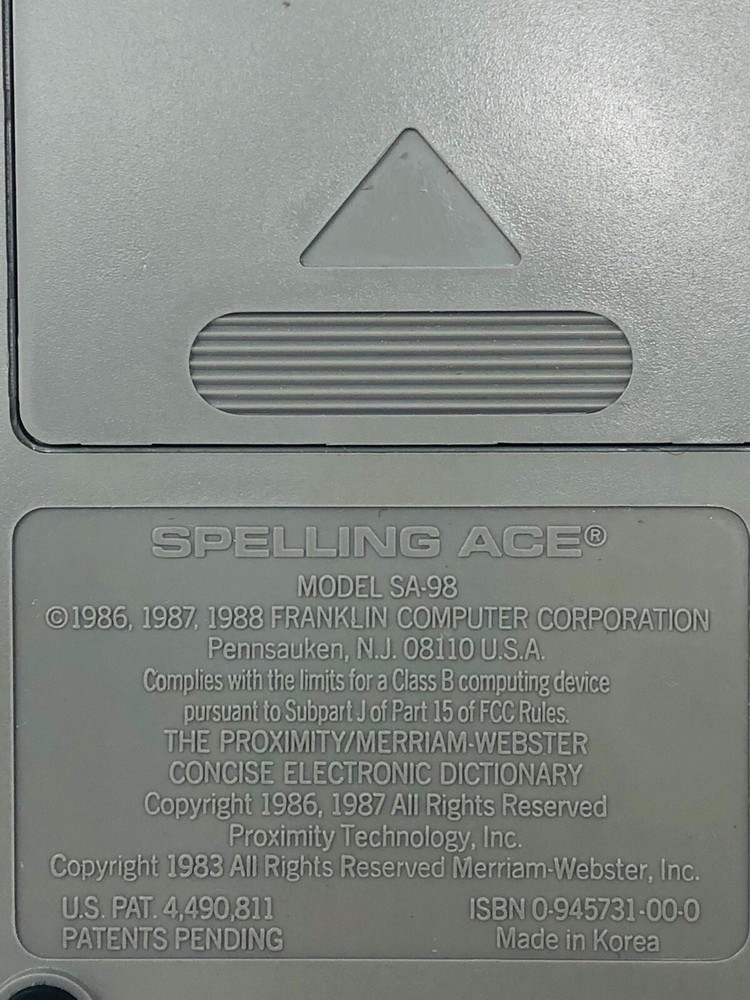 SPELLING ACE®
MODEL SA-98
©1986, 1987, 1988 FRANKLIN COMPUTER CORPORATION
Pennsauken, N.J. 08110 U.S.A.
Complies with the limits for a Class B computing device
pursuant to Subpart J of Part 15 of FCC Rules.
THE PROXIMITY/MERRIAM-WEBSTER
CONCISE ELECTRONIC DICTIONARY
Copyright 1986, 1987 All Rights Reserved
Proximity Technology, Inc.
Copyright 1983 All Rights Reserved Merriam-Webster, Inc.
U.S. PAT. 4,490,811 ISBN 0-945731-00-0
PATENTS PENDING Made in Korea